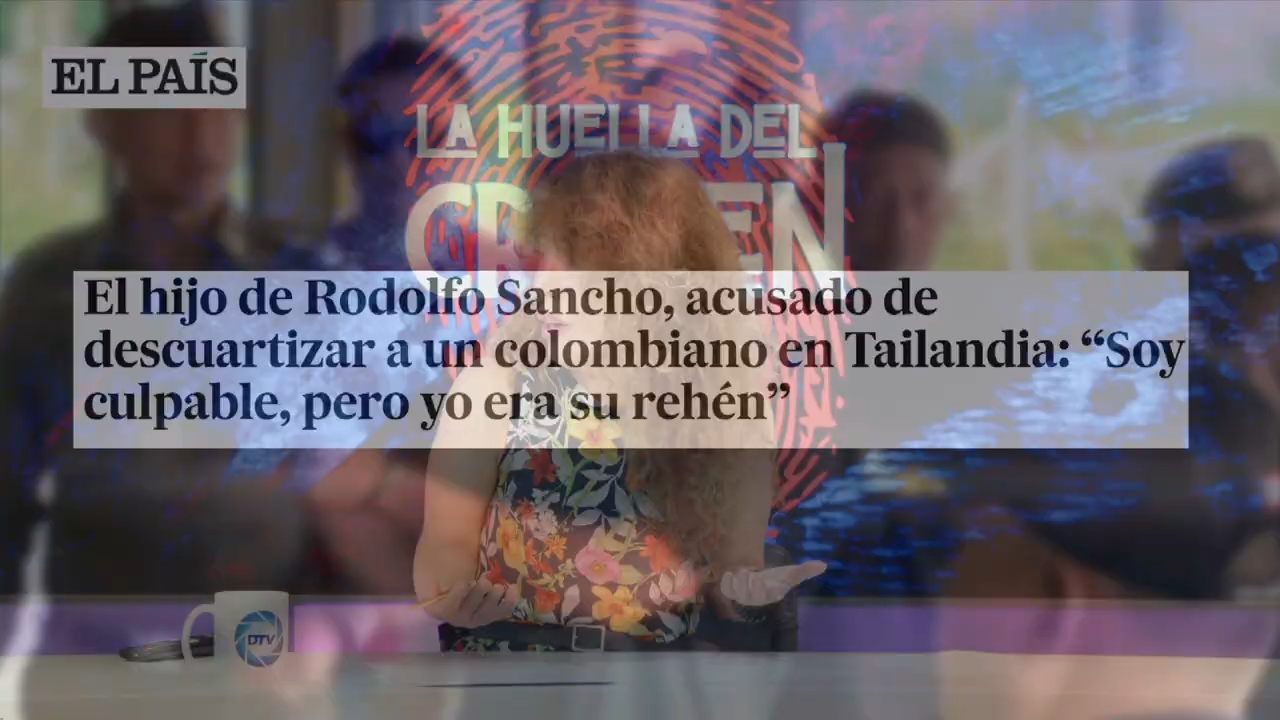 EL PAÍS
LA HUELLA DEL
El hijo de Rodolfo Sancho, acusado de
descuartizar a un colombiano en Tailandia: “Soy
culpable, pero yo era su rehén”
DTV